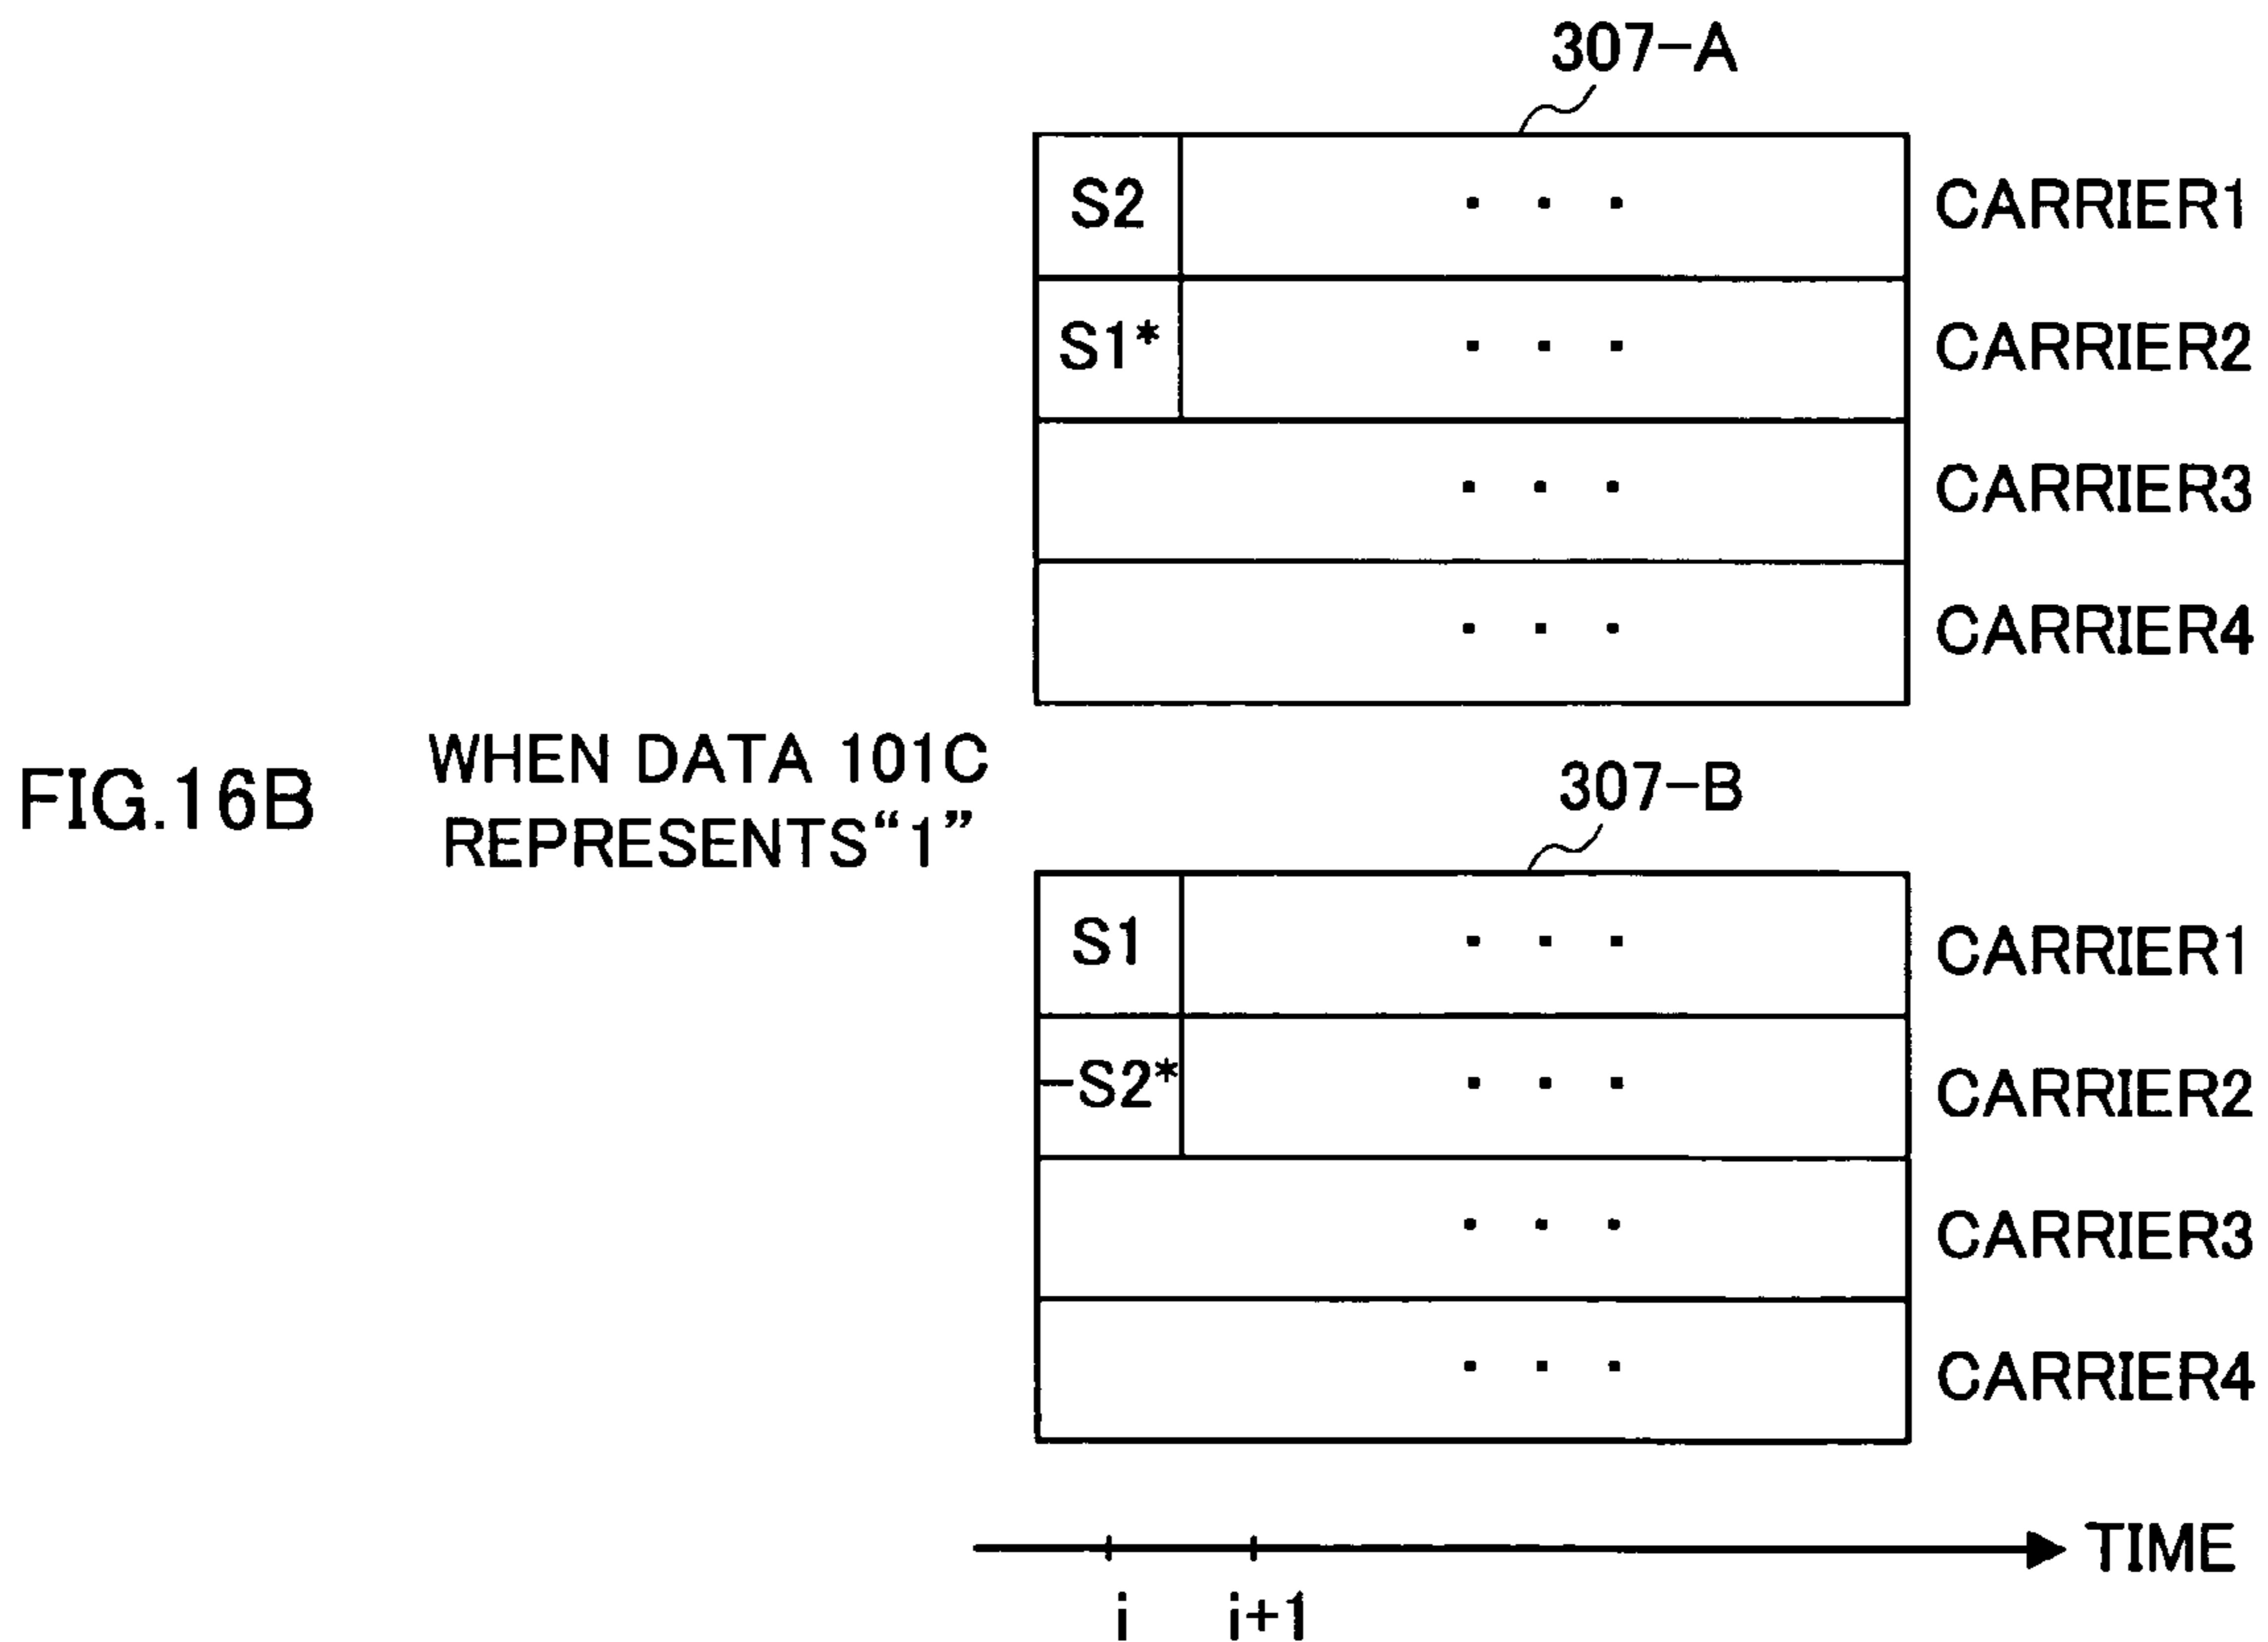 307-A
S2 . . . CARRIER1
S1* . . . CARRIER2
. . . CARRIER3
. . . CARRIER4
FIG.16B
WHEN DATA 101C
REPRESENTS“1”
307-B
S1 . . . CARRIER1
-S2* . . . CARRIER2
. . . CARRIER3
. . . CARRIER4
TIME
i i+1